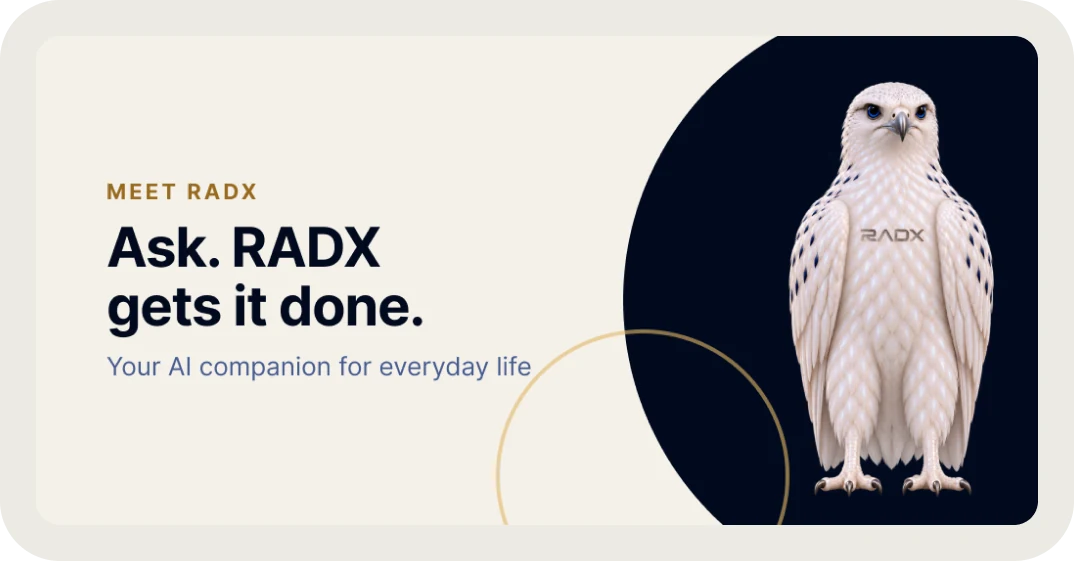 MEET RADX
Ask. RADX
gets it done.
Your AI companion for everyday life
RADX